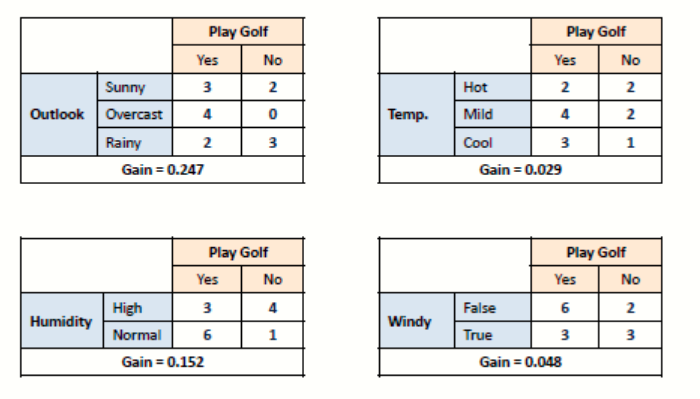 Play Golf
Yes No
Outlook Sunny 3 2
Overcast 4 0
Rainy 2 3
Gain = 0.247
Play Golf
Yes No
Temp. Hot 2 2
Mild 4 2
Cool 3 1
Gain = 0.029
Play Golf
Yes No
Humidity High 3 4
Normal 6 1
Gain = 0.152
Play Golf
Yes No
Windy False 6 2
True 3 3
Gain = 0.048